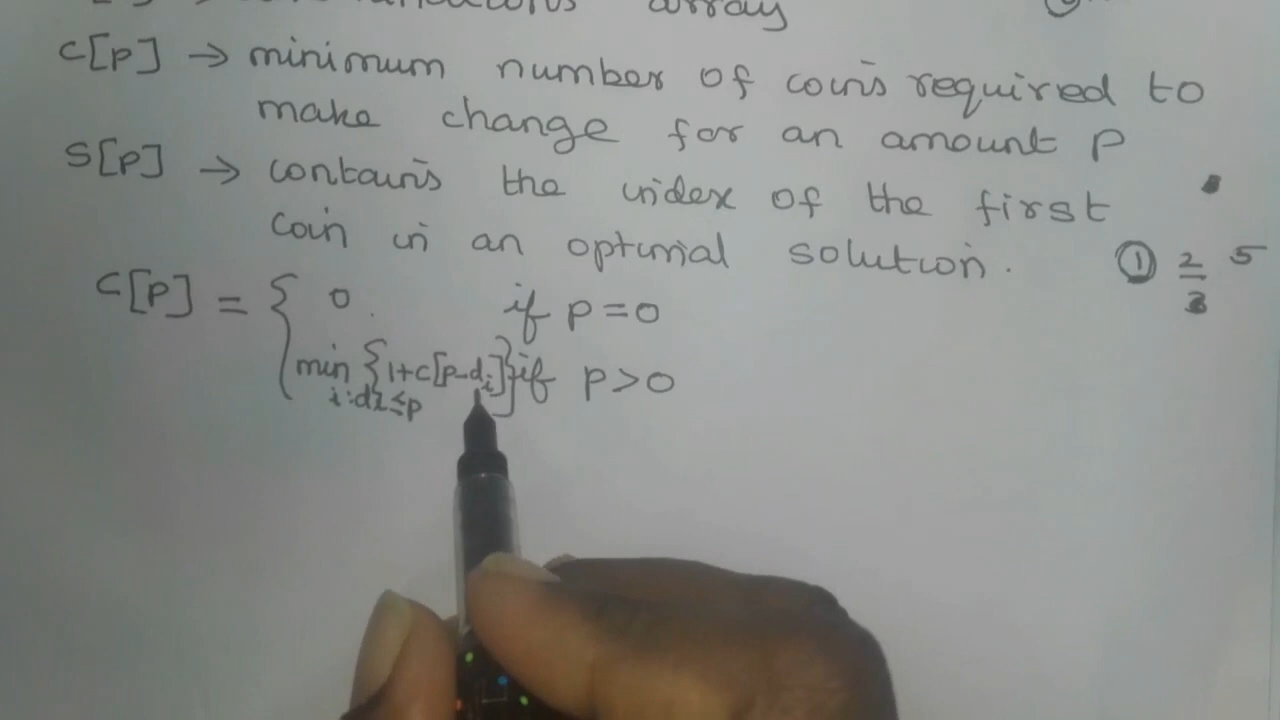 array
C[P] → minimum number of coins required to
make change for an amount P
S[P] → contains the index of the first
coin in an optimal solution.
① 2 5
3
C[P] = { 0 if P=0
min {1+C[P-di]} if P>0
i:di≤P